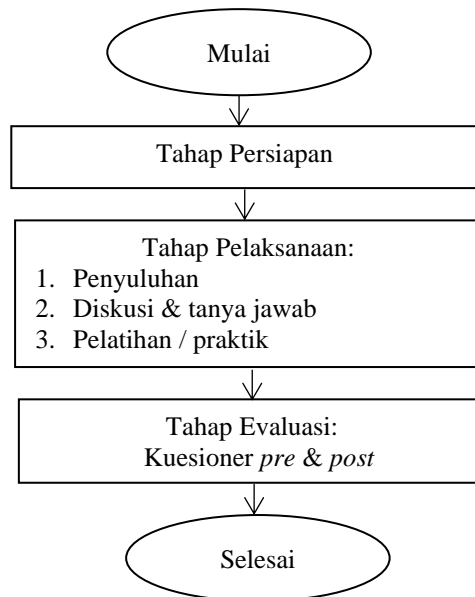 Mulai
Tahap Persiapan
Tahap Pelaksanaan:
1. Penyuluhan
2. Diskusi & tanya jawab
3. Pelatihan / praktik
Tahap Evaluasi:
Kuesioner pre & post
Selesai